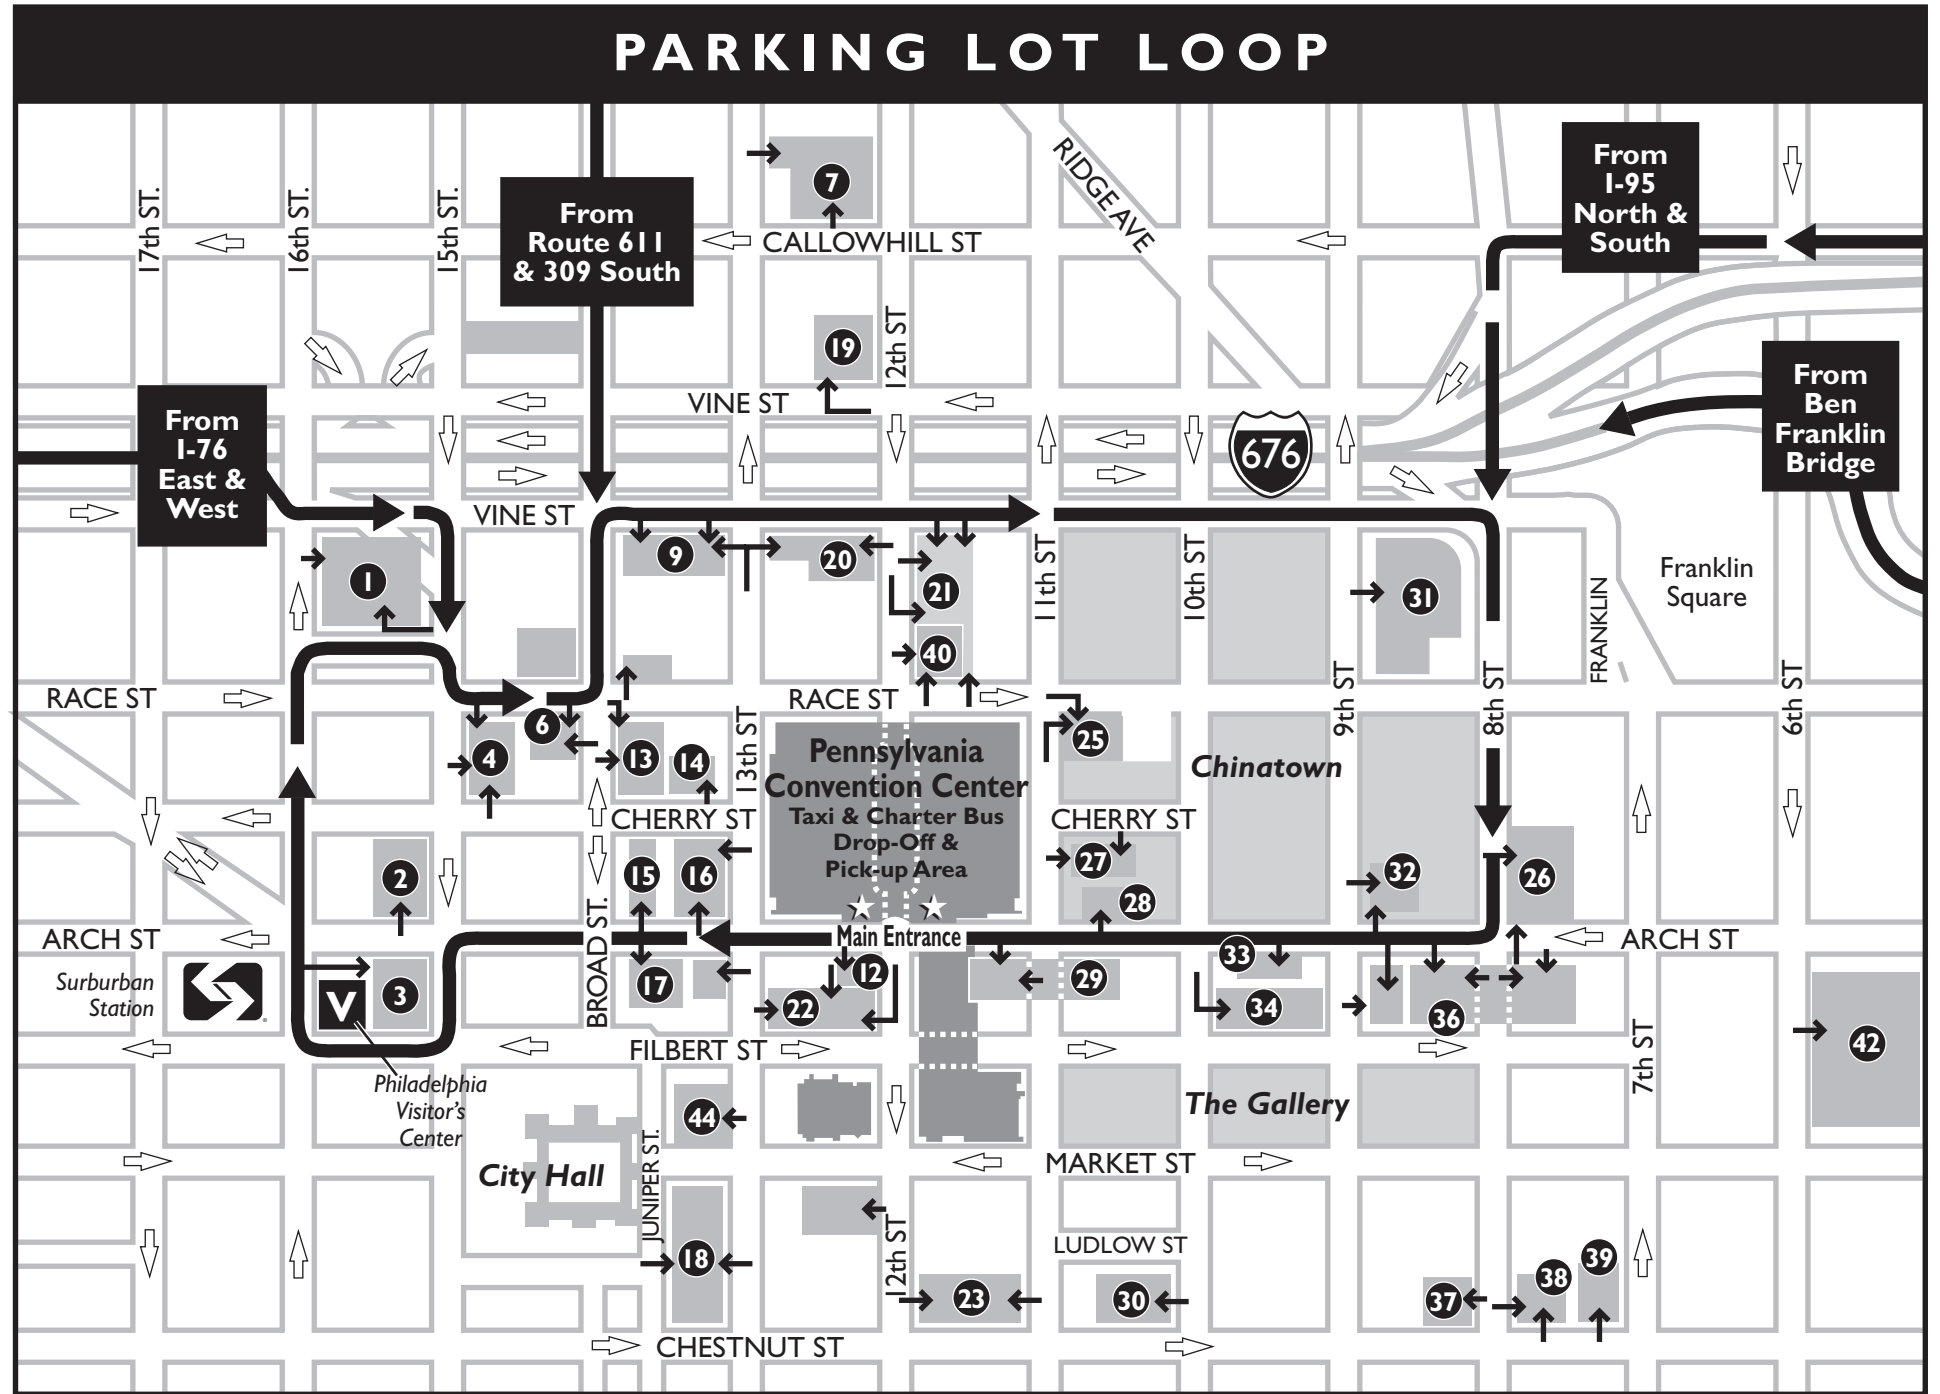 PARKING LOT LOOP
From
I-95
North &
South
7
RIDGE AVE
17th ST.
16th ST.
15th ST.
From
Route 611
& 309 South
CALLOWHILL ST
19
12th ST
VINE ST
From
Ben
Franklin
Bridge
From
I-76
East &
West
676
VINE ST
1
9
20
21
40
11th ST
10th ST
31
FRANKLIN
Franklin
Square
RACE ST
RACE ST
9th ST
8th ST
6th ST
4
6
13
14
13th ST
Pennsylvania
Convention Center
Taxi & Charter Bus
Drop-Off &
Pick-up Area
25
Chinatown
CHERRY ST
CHERRY ST
2
15
16
27
28
32
26
ARCH ST
BROAD ST.
Main Entrance
ARCH ST
Surburban
Station
V
3
17
12
22
29
33
34
36
42
FILBERT ST
7th ST
Philadelphia
Visitor's
Center
44
The Gallery
City Hall
JUNIPER ST.
MARKET ST
18
12th ST
LUDLOW ST
23
30
37
38
39
CHESTNUT ST